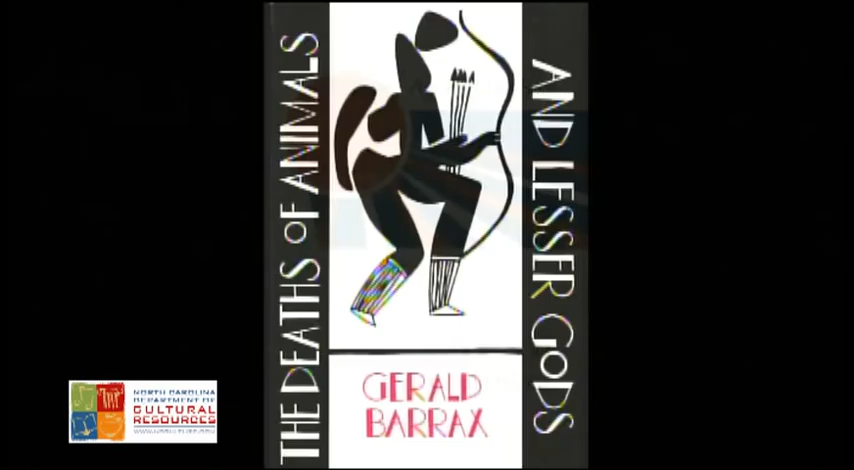 THE DEATHS OF ANIMALS
AND LESSER GODS
GERALD
BARRAX
NORTH CAROLINA
DEPARTMENT OF
CULTURAL
RESOURCES